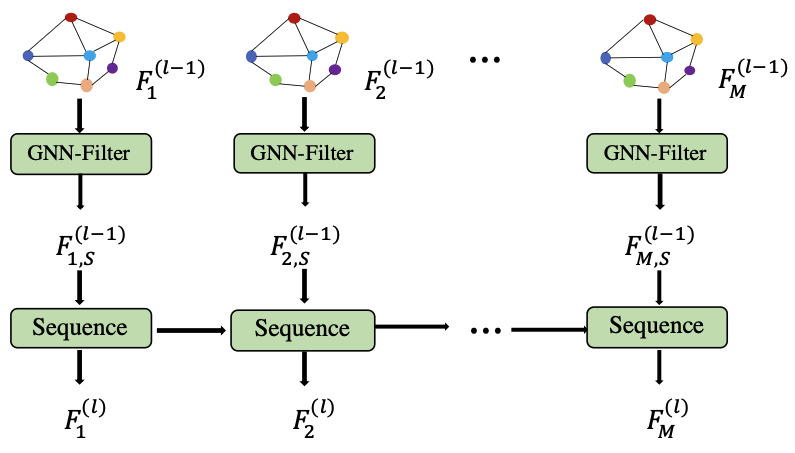 F_1^{(l-1)} F_2^{(l-1)} ... F_M^{(l-1)}
GNN-Filter GNN-Filter GNN-Filter
F_{1,S}^{(l-1)} F_{2,S}^{(l-1)} F_{M,S}^{(l-1)}
Sequence Sequence ... Sequence
F_1^{(l)} F_2^{(l)} F_M^{(l)}